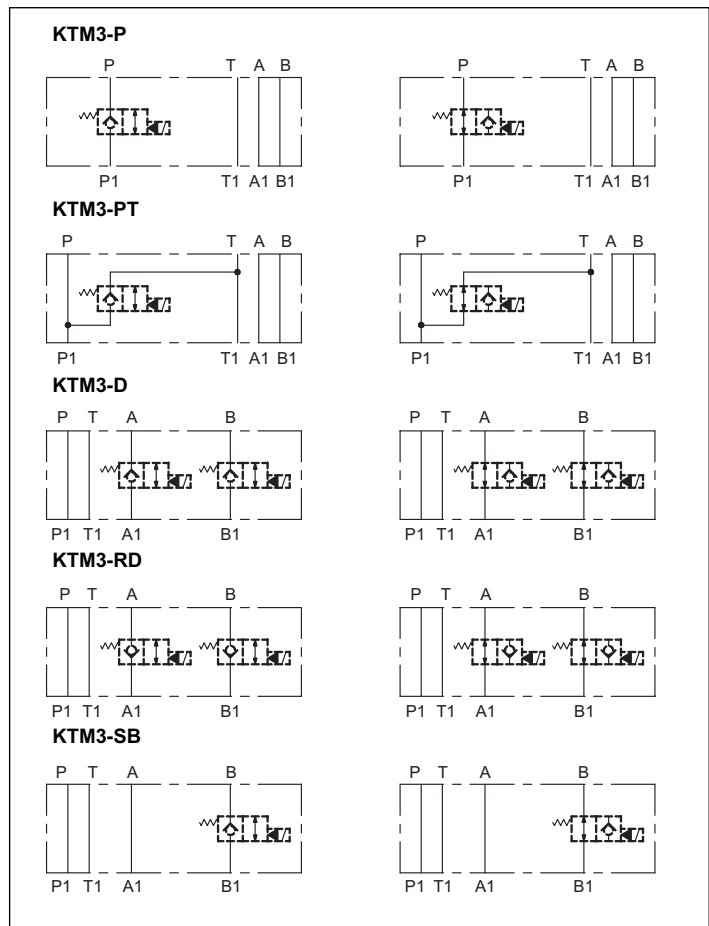 KTM3-P
P T A B P T A B
P1 T1 A1 B1 P1 T1 A1 B1
KTM3-PT
P T A B P T A B
P1 T1 A1 B1 P1 T1 A1 B1
KTM3-D
P T A B P T A B
P1 T1 A1 B1 P1 T1 A1 B1
KTM3-RD
P T A B P T A B
P1 T1 A1 B1 P1 T1 A1 B1
KTM3-SB
P T A B P T A B
P1 T1 A1 B1 P1 T1 A1 B1